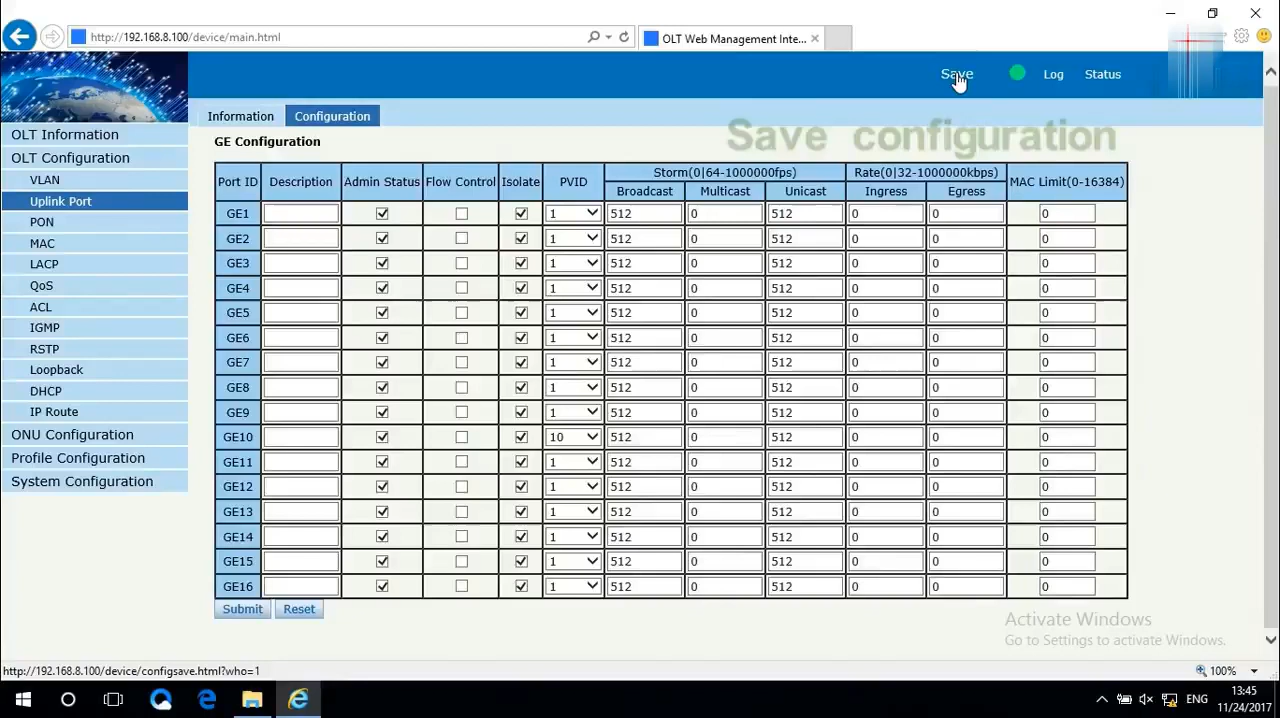 http://192.168.8.100/device/main.html
OLT Web Management Inte...
Save
Log
Status
OLT Information
OLT Configuration
VLAN
Uplink Port
PON
MAC
LACP
QoS
ACL
IGMP
RSTP
Loopback
DHCP
IP Route
ONU Configuration
Profile Configuration
System Configuration
Information Configuration
Save configuration
GE Configuration
Port ID Description Admin Status Flow Control Isolate PVID Storm(0|64-1000000fps) Rate(0|32-1000000kbps) MAC Limit(0-16384)
Broadcast Multicast Unicast Ingress Egress
GE1 1 512 0 512 0 0 0
GE2 1 512 0 512 0 0 0
GE3 1 512 0 512 0 0 0
GE4 1 512 0 512 0 0 0
GE5 1 512 0 512 0 0 0
GE6 1 512 0 512 0 0 0
GE7 1 512 0 512 0 0 0
GE8 1 512 0 512 0 0 0
GE9 1 512 0 512 0 0 0
GE10 10 512 0 512 0 0 0
GE11 1 512 0 512 0 0 0
GE12 1 512 0 512 0 0 0
GE13 1 512 0 512 0 0 0
GE14 1 512 0 512 0 0 0
GE15 1 512 0 512 0 0 0
GE16 1 512 0 512 0 0 0
Submit Reset
Activate Windows
Go to Settings to activate Windows.
http://192.168.8.100/device/configsave.html?who=1
100%
ENG
13:45
11/24/2017